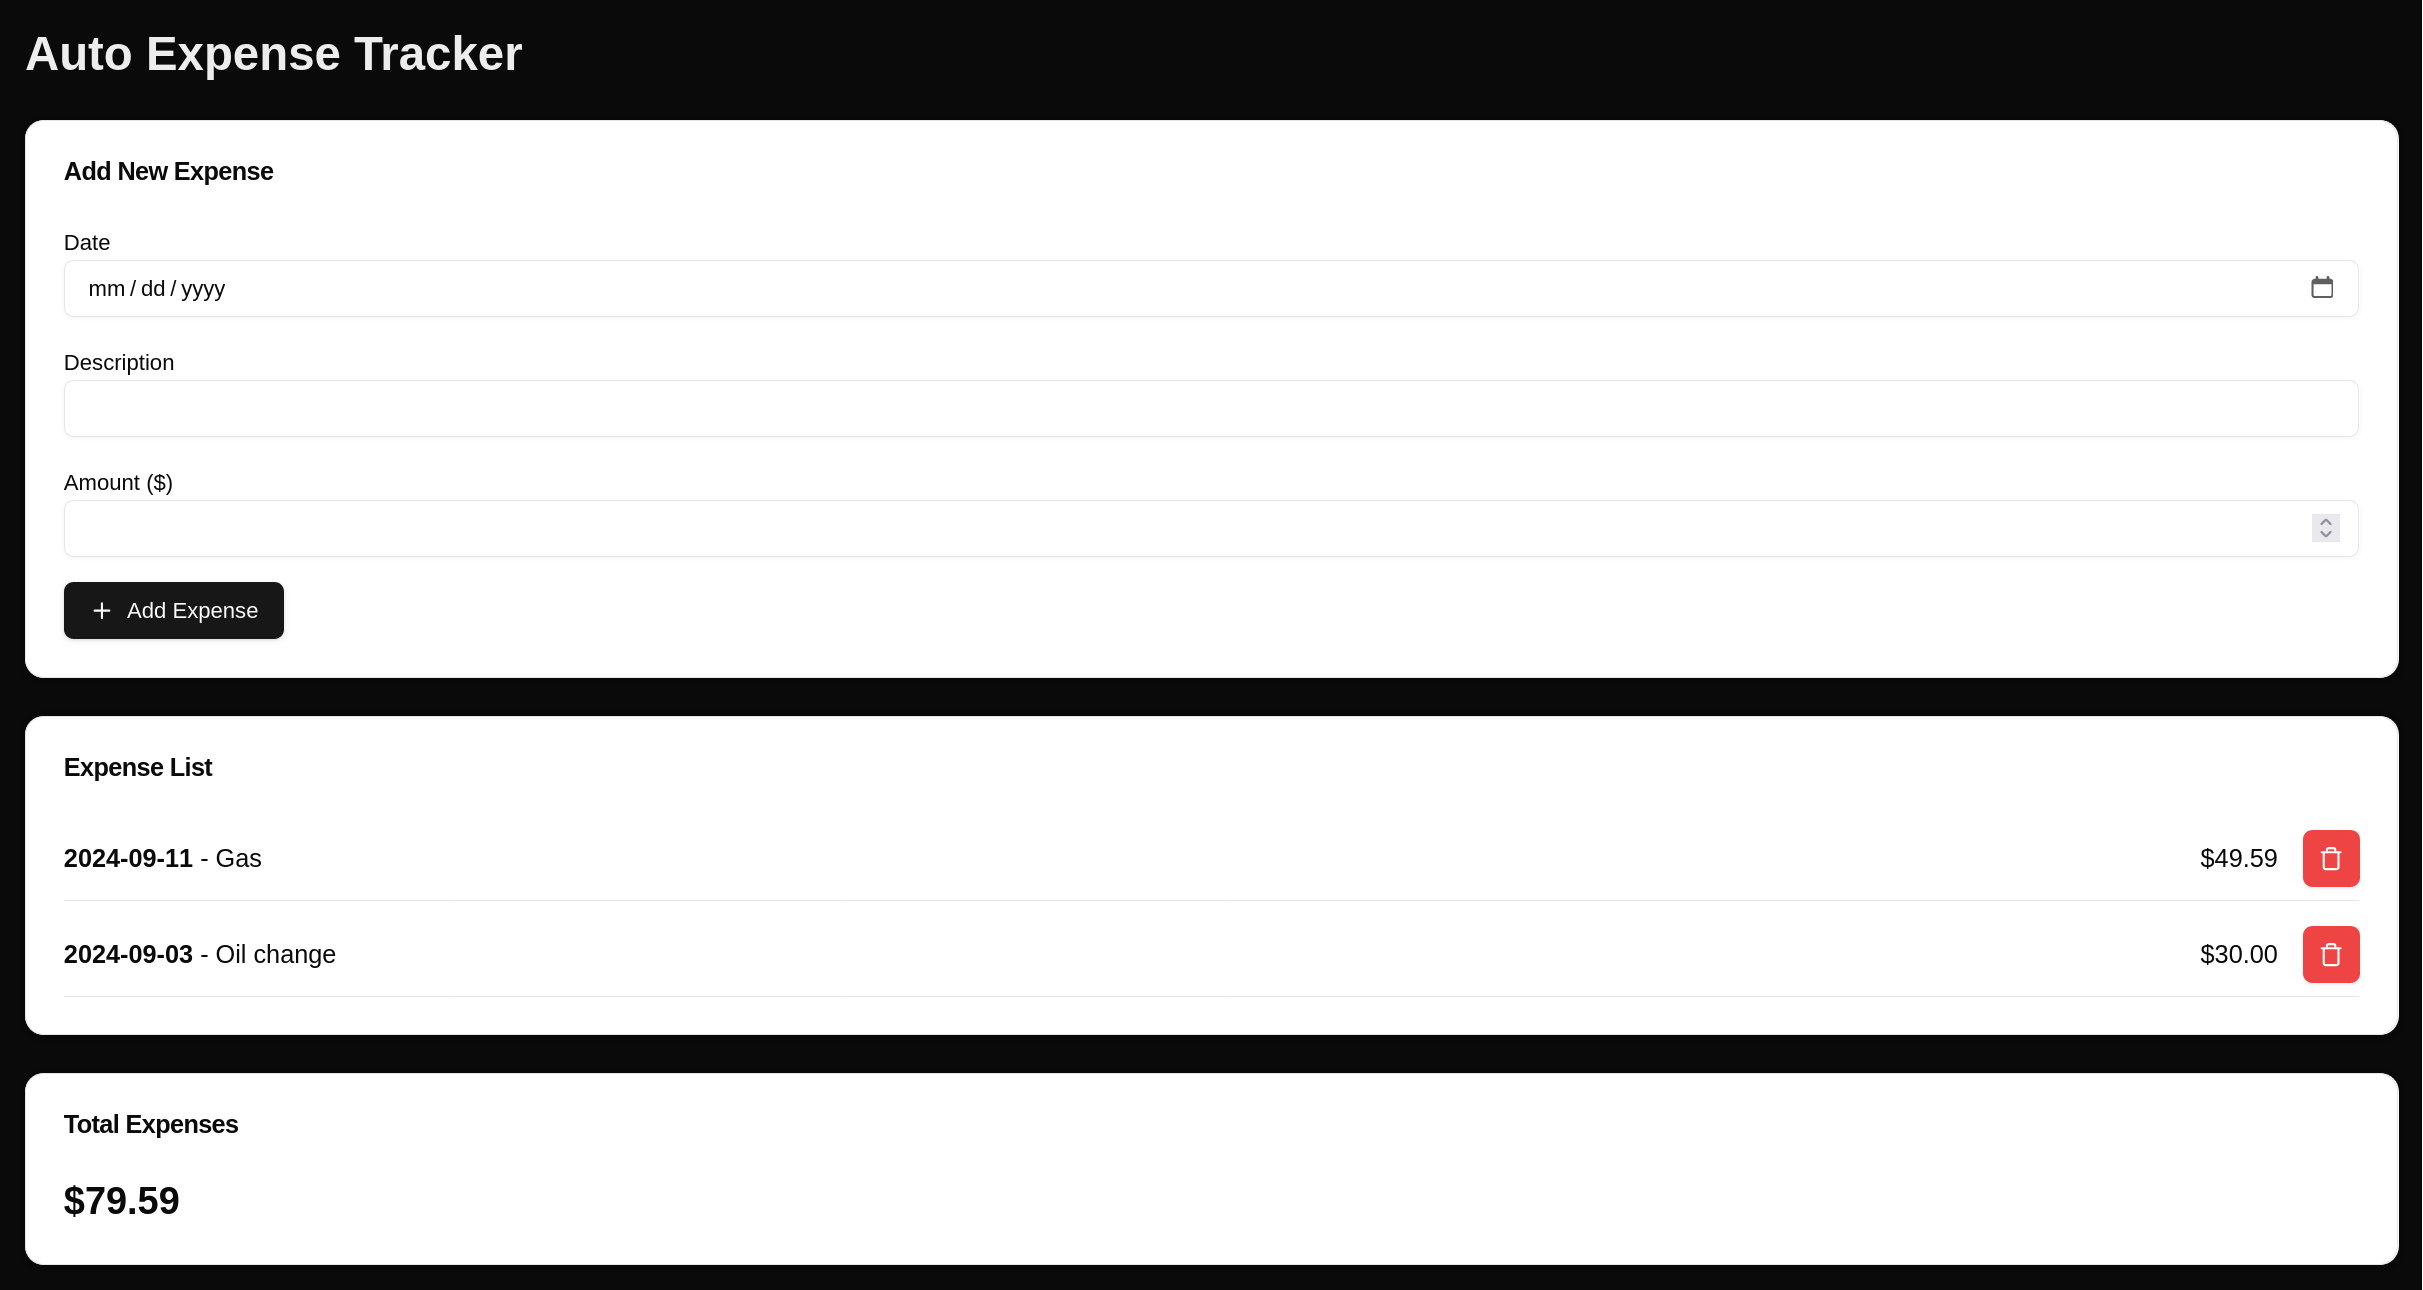 Auto Expense Tracker
Add New Expense
Date
mm / dd / yyyy
Description
Amount ($)
+ Add Expense
Expense List
2024-09-11 - Gas $49.59
2024-09-03 - Oil change $30.00
Total Expenses
$79.59